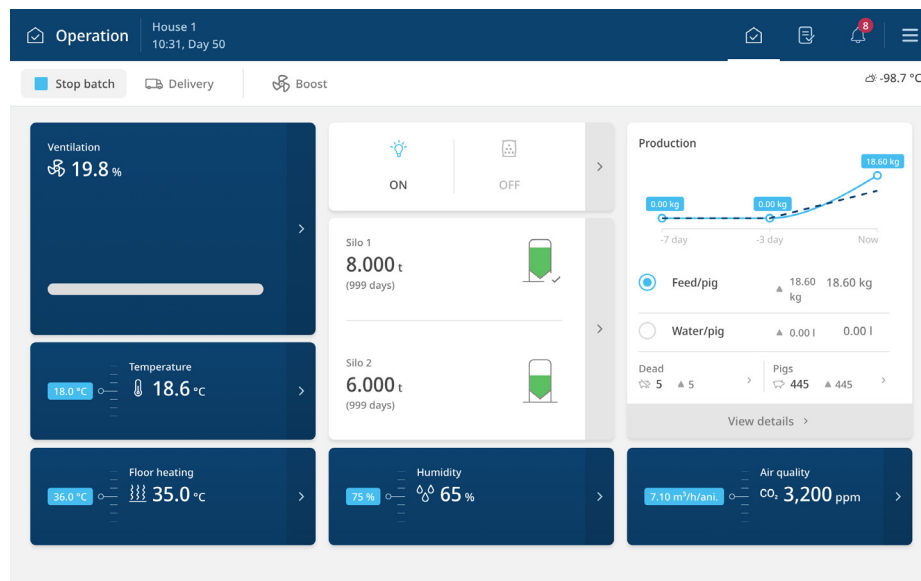 Operation
House 1
10:31, Day 50
8
Stop batch
Delivery
Boost
-98.7 °C
Ventilation
19.8 %
ON
OFF
Silo 1
8.000 t
(999 days)
Silo 2
6.000 t
(999 days)
Production
18.60 kg
0.00 kg
0.00 kg
-7 day
-3 day
Now
Feed/pig
▲ 18.60 kg
18.60 kg
Water/pig
▲ 0.00 l
0.00 l
Dead
5 ▲ 5
Pigs
445 ▲ 445
View details
Temperature
18.0 °C
18.6 °C
Floor heating
36.0 °C
35.0 °C
Humidity
75 %
65 %
Air quality
7.10 m³/h/ani.
CO₂ 3,200 ppm